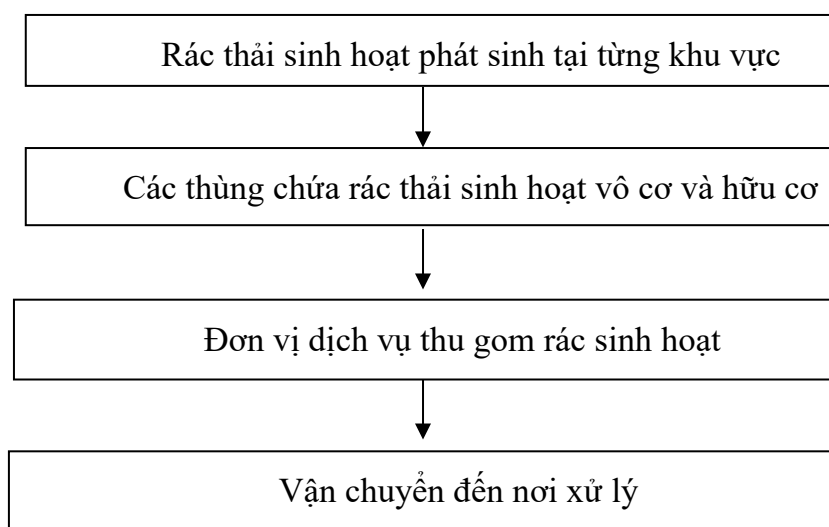 Rác thải sinh hoạt phát sinh tại từng khu vực
Các thùng chứa rác thải sinh hoạt vô cơ và hữu cơ
Đơn vị dịch vụ thu gom rác sinh hoạt
Vận chuyển đến nơi xử lý